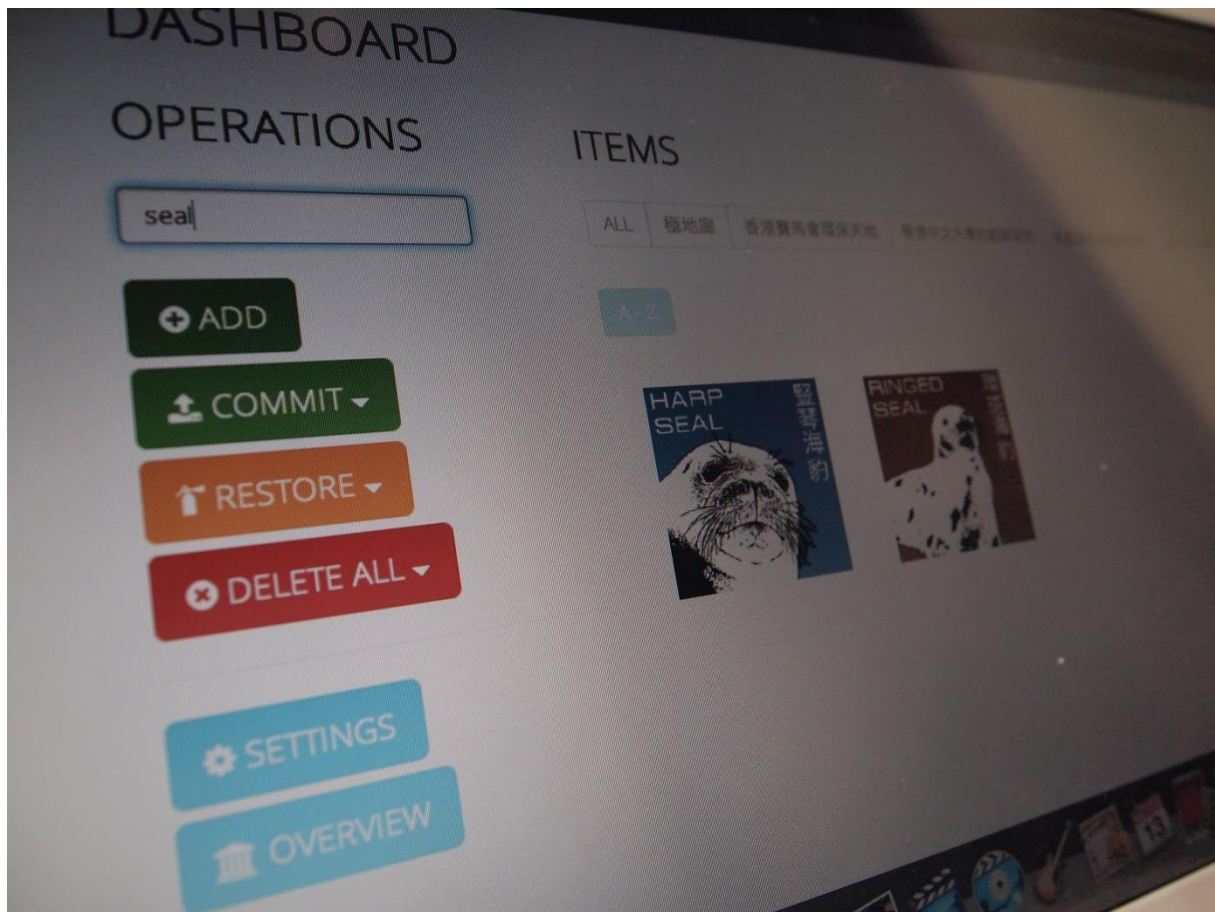 DASHBOARD
OPERATIONS
seal
ADD
COMMIT
RESTORE
DELETE ALL
SETTINGS
OVERVIEW
ITEMS
ALL 極地廊 香港賽馬會環保天地
A - Z
HARP
SEAL
豎琴海豹
RINGED
SEAL
13